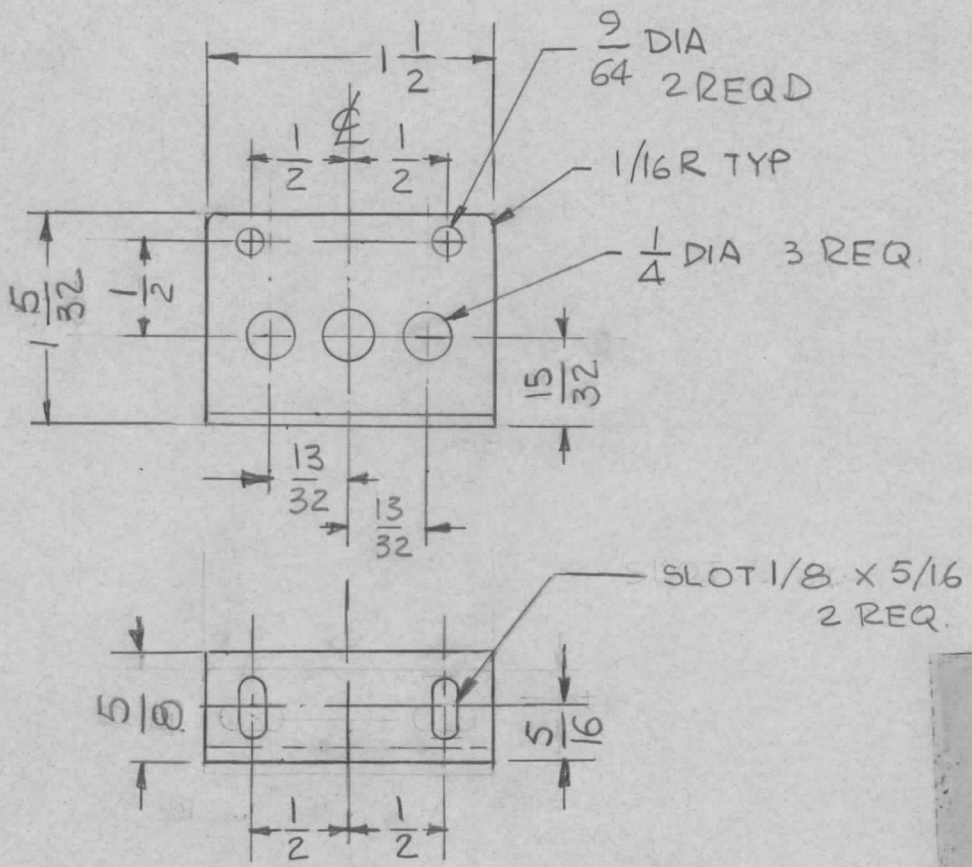 1 1/2
9/64 DIA
2 REQD
℄
1/2 1/2
1/16 R TYP
1/4 DIA 3 REQ.
1 5/32
1/2
15/32
13/32
13/32
SLOT 1/8 x 5/16
2 REQ.
5/8
5/16
1/2 1/2